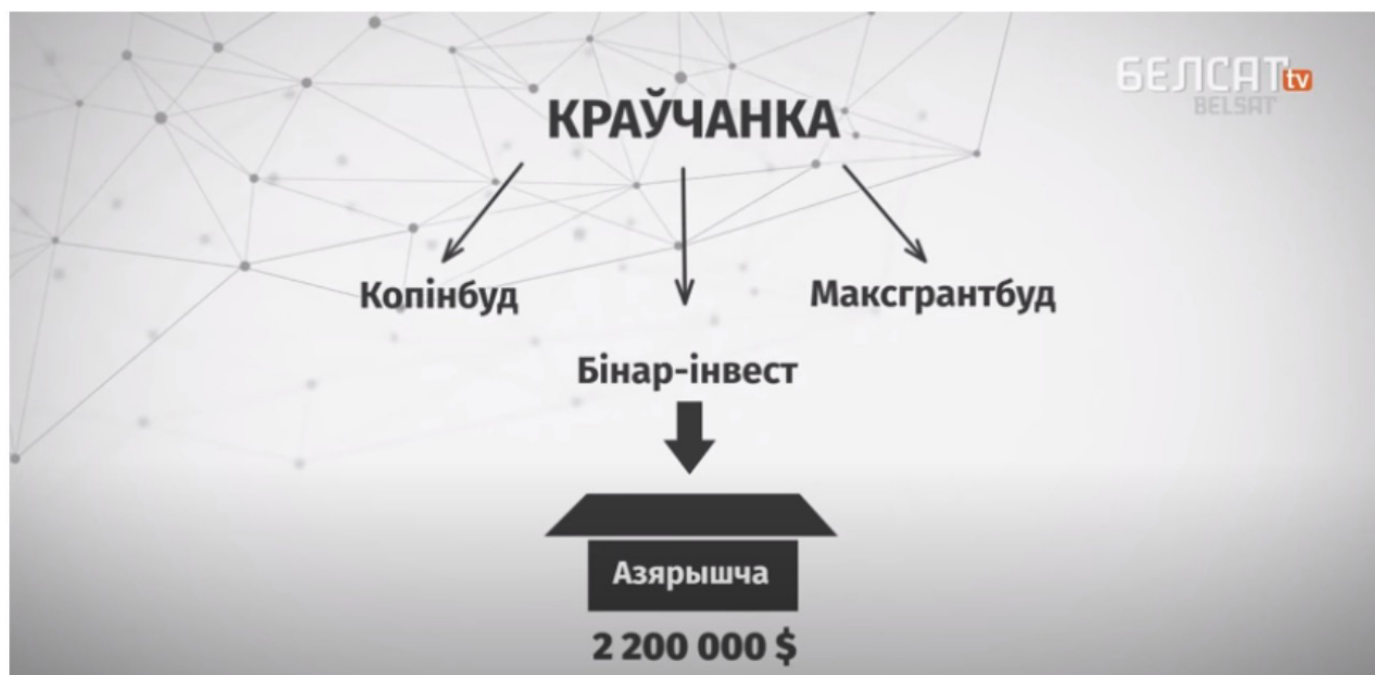 БЕЛСАТ tv
BELSAT
КРАЎЧАНКА
Копінбуд
Максгрантбуд
Бінар-інвест
Азярышча
2 200 000 $